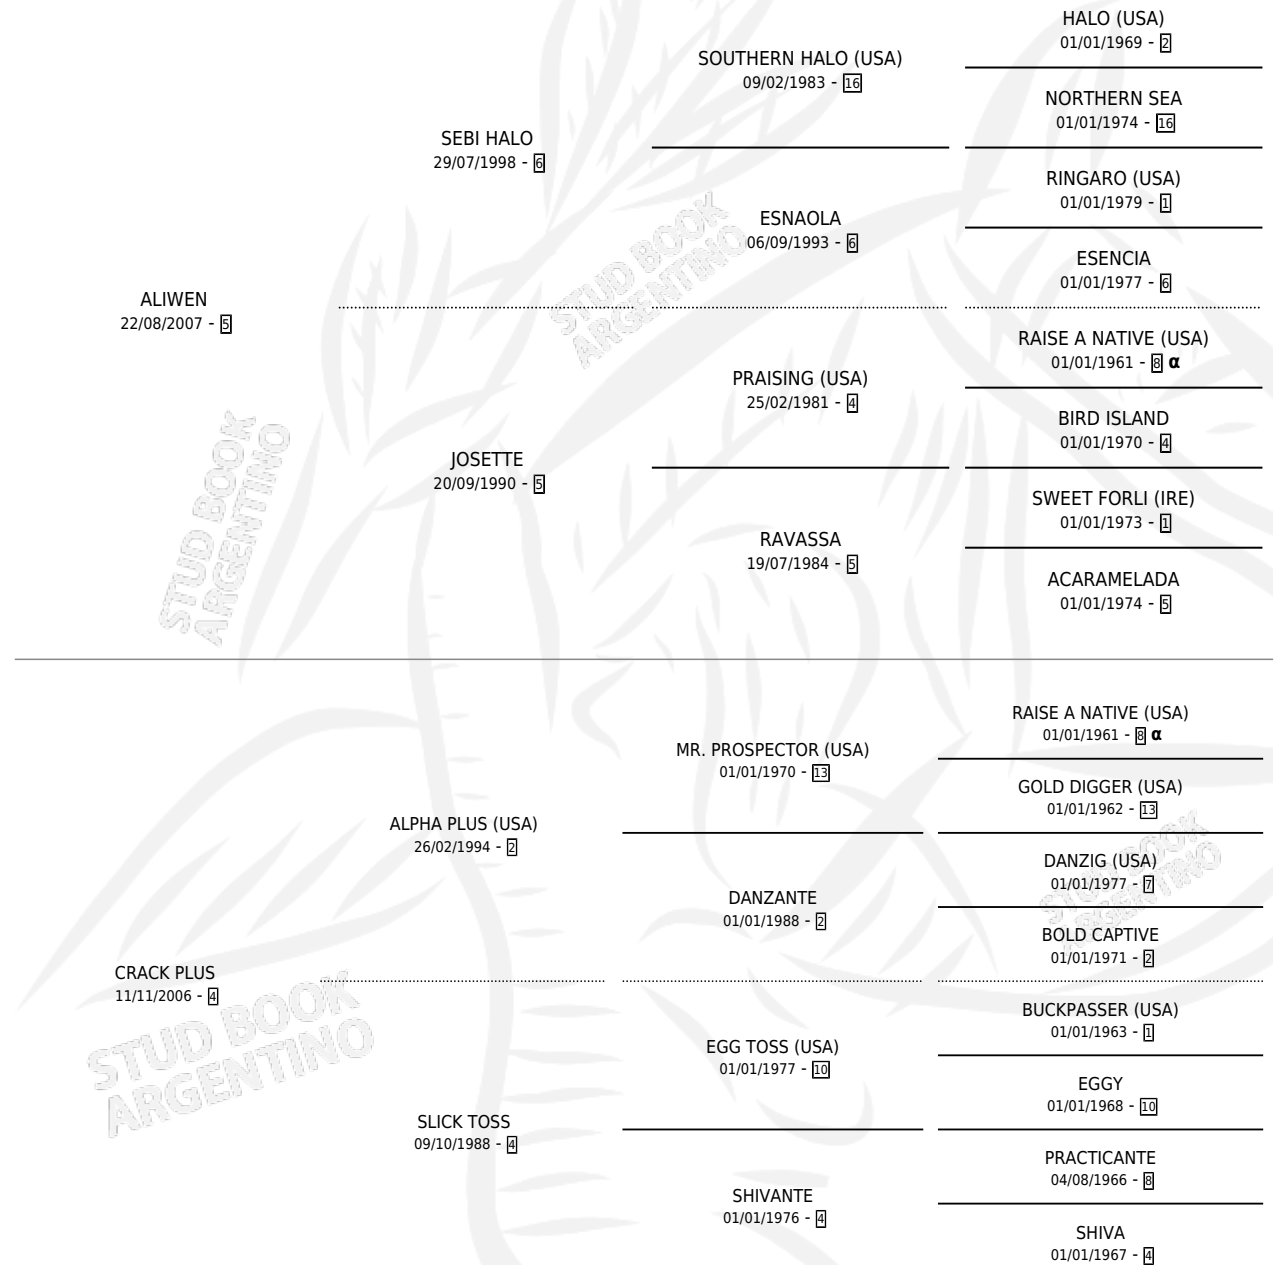 HALO (USA)
01/01/1969 - 2
SOUTHERN HALO (USA)
09/02/1983 - 16
NORTHERN SEA
01/01/1974 - 16
SEBI HALO
29/07/1998 - 6
RINGARO (USA)
01/01/1979 - 1
ESNAOLA
06/09/1993 - 6
ESENCIA
01/01/1977 - 6
ALIWEN
22/08/2007 - 5
RAISE A NATIVE (USA)
01/01/1961 - 8 α
PRAISING (USA)
25/02/1981 - 4
BIRD ISLAND
01/01/1970 - 4
JOSETTE
20/09/1990 - 5
SWEET FORLI (IRE)
01/01/1973 - 1
RAVASSA
19/07/1984 - 5
ACARAMELADA
01/01/1974 - 5
STUD BOOK
ARGENTINO
STUD BOOK
ARGENTINO
RAISE A NATIVE (USA)
01/01/1961 - 8 α
MR. PROSPECTOR (USA)
01/01/1970 - 13
GOLD DIGGER (USA)
01/01/1962 - 13
ALPHA PLUS (USA)
26/02/1994 - 2
DANZIG (USA)
01/01/1977 - 7
DANZANTE
01/01/1988 - 2
BOLD CAPTIVE
01/01/1971 - 2
CRACK PLUS
11/11/2006 - 4
BUCKPASSER (USA)
01/01/1963 - 1
EGG TOSS (USA)
01/01/1977 - 10
EGGY
01/01/1968 - 10
SLICK TOSS
09/10/1988 - 4
PRACTICANTE
04/08/1966 - 8
SHIVANTE
01/01/1976 - 4
SHIVA
01/01/1967 - 4
STUD BOOK
ARGENTINO
STUD BOOK
ARGENTINO